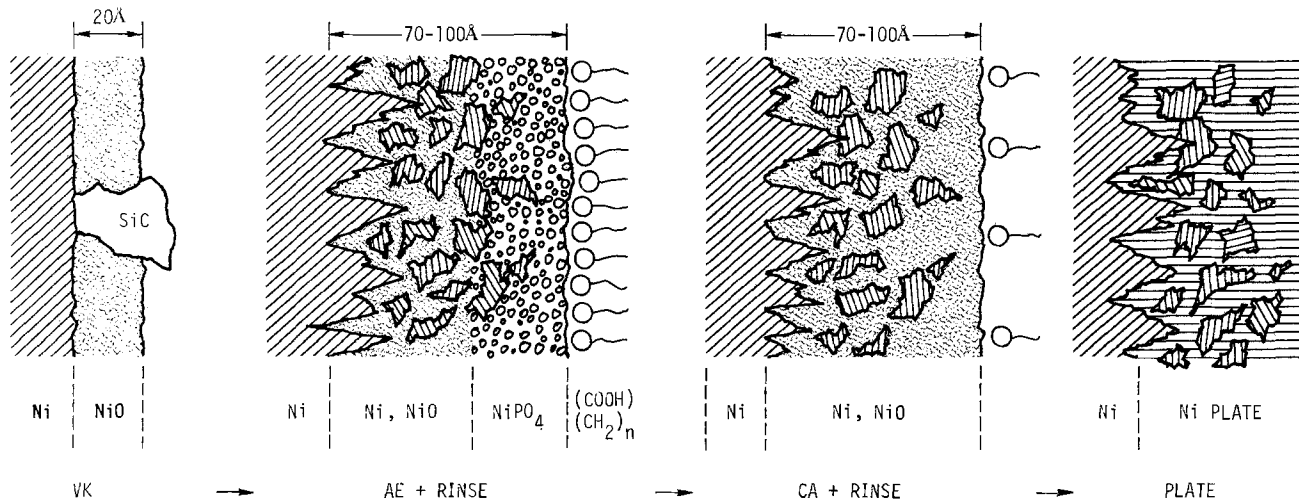 20Å
70-100Å
70-100Å
SiC
Ni NiO
Ni Ni, NiO NiPO₄ (COOH)
(CH₂)ₙ
Ni Ni, NiO
Ni Ni PLATE
VK → AE + RINSE → CA + RINSE → PLATE